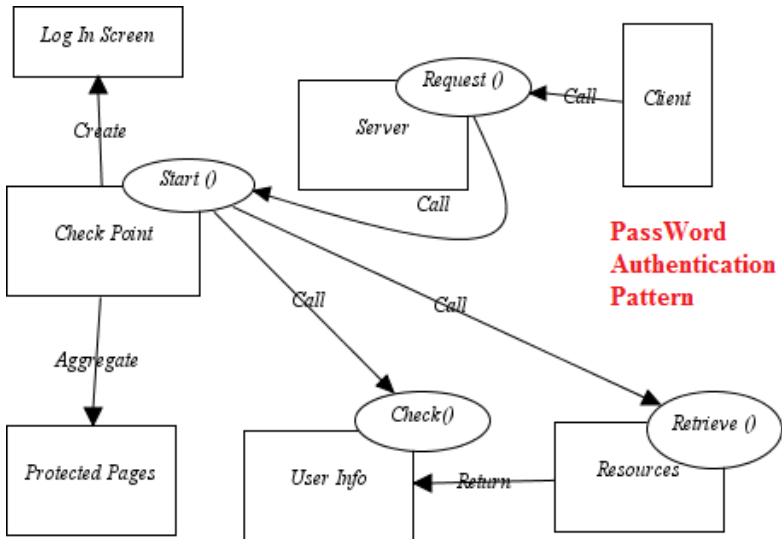 Log In Screen
Request ()
Call
Client
Server
Create
Start ()
Call
Check Point
PassWord
Authentication
Pattern
Call
Call
Aggregate
Check()
Retrieve ()
Protected Pages
User Info
Return
Resources